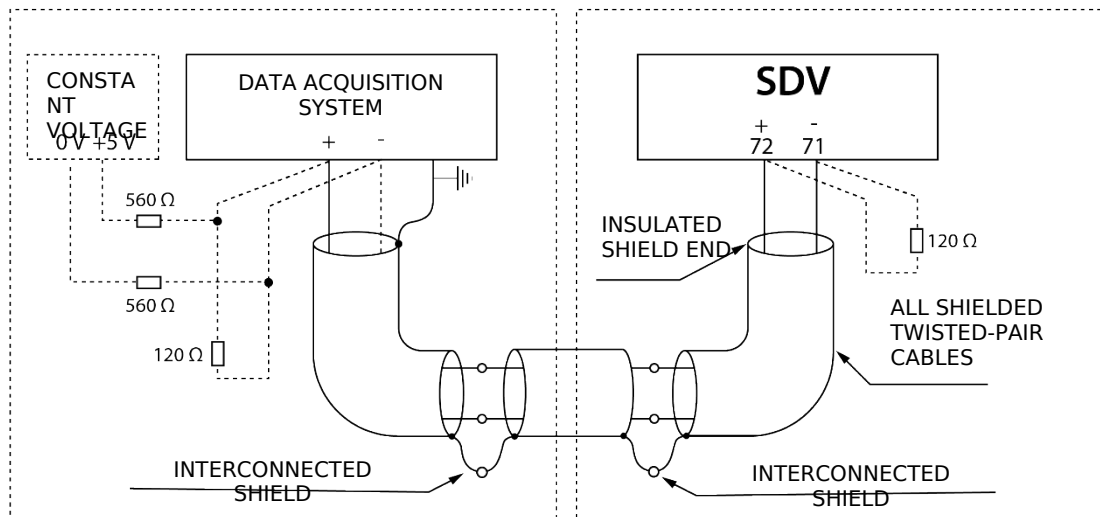 CONSTA
NT
VOLTAGE
0 V +5 V
DATA ACQUISITION
SYSTEM
+ -
SDV
+ -
72 71
560 Ω
560 Ω
120 Ω
INSULATED
SHIELD END
120 Ω
ALL SHIELDED
TWISTED-PAIR
CABLES
INTERCONNECTED
SHIELD
INTERCONNECTED
SHIELD